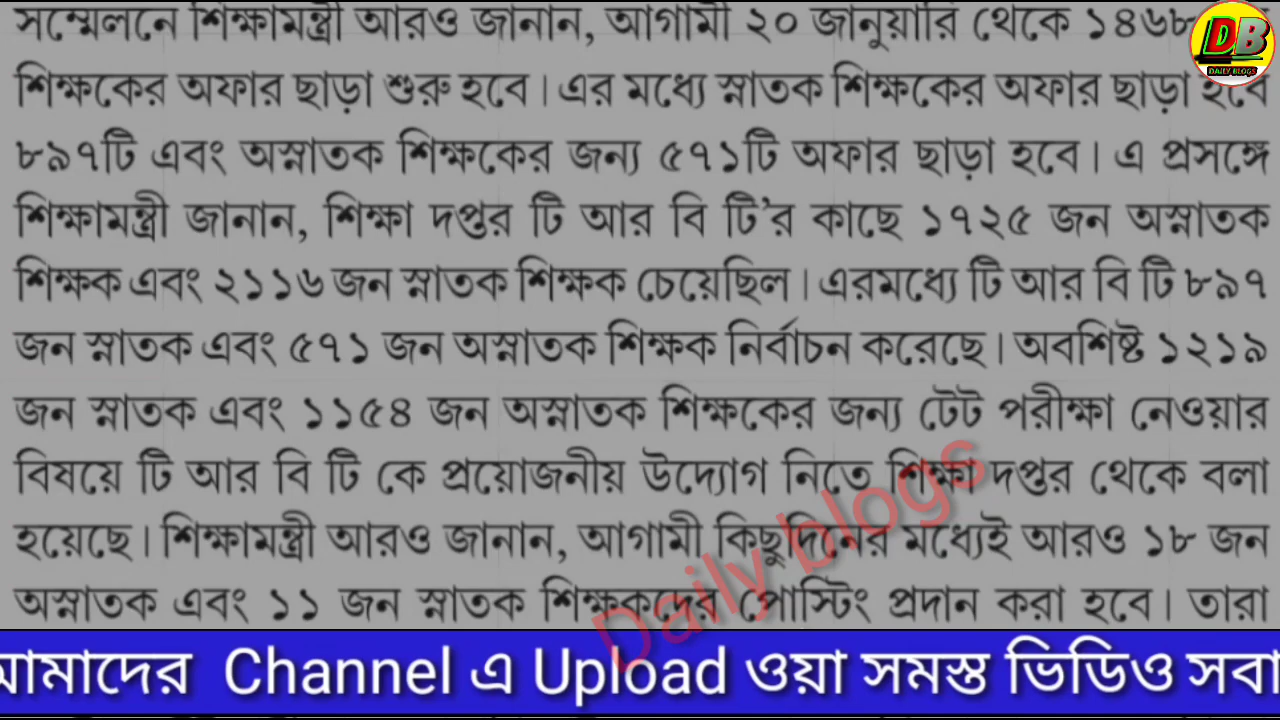 সম্মেলনে শিক্ষামন্ত্রী আরও জানান, আগামী ২০ জানুয়ারি থেকে ১৪৬৮
শিক্ষকের অফার ছাড়া শুরু হবে। এর মধ্যে স্নাতক শিক্ষকের অফার ছাড়া হবে
৮৯৭টি এবং অস্নাতক শিক্ষকের জন্য ৫৭১টি অফার ছাড়া হবে। এ প্রসঙ্গে
শিক্ষামন্ত্রী জানান, শিক্ষা দপ্তর টি আর বি টি'র কাছে ১৭২৫ জন অস্নাতক
শিক্ষক এবং ২১১৬ জন স্নাতক শিক্ষক চেয়েছিল। এরমধ্যে টি আর বি টি ৮৯৭
জন স্নাতক এবং ৫৭১ জন অস্নাতক শিক্ষক নির্বাচন করেছে। অবশিষ্ট ১২১৯
জন স্নাতক এবং ১১৫৪ জন অস্নাতক শিক্ষকের জন্য টেট পরীক্ষা নেওয়ার
বিষয়ে টি আর বি টি কে প্রয়োজনীয় উদ্যোগ নিতে শিক্ষা দপ্তর থেকে বলা
হয়েছে। শিক্ষামন্ত্রী আরও জানান, আগামী কিছুদিনের মধ্যেই আরও ১৮ জন
অস্নাতক এবং ১১ জন স্নাতক শিক্ষকদের পোস্টিং প্রদান করা হবে। তারা
DB
DAILY BLOGS
Daily blogs
আমাদের Channel এ Upload ওয়া সমস্ত ভিডিও সবা